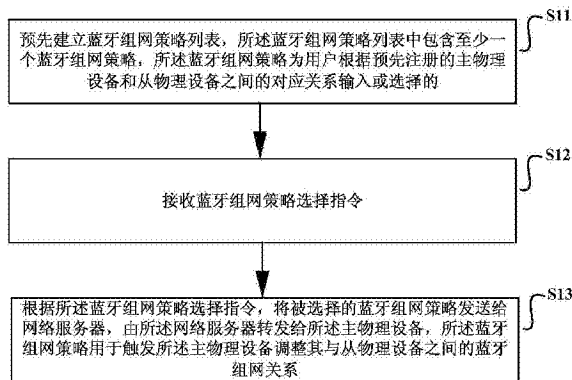 S11
预先建立蓝牙组网策略列表，所述蓝牙组网策略列表中包含至少一
个蓝牙组网策略，所述蓝牙组网策略为用户根据预先注册的主物理
设备和从物理设备之间的对应关系输入或选择的
S12
接收蓝牙组网策略选择指令
S13
根据所述蓝牙组网策略选择指令，将被选择的蓝牙组网策略发送给
网络服务器，由所述网络服务器转发给所述主物理设备，所述蓝牙
组网策略用于触发所述主物理设备调整其与从物理设备之间的蓝牙
组网关系